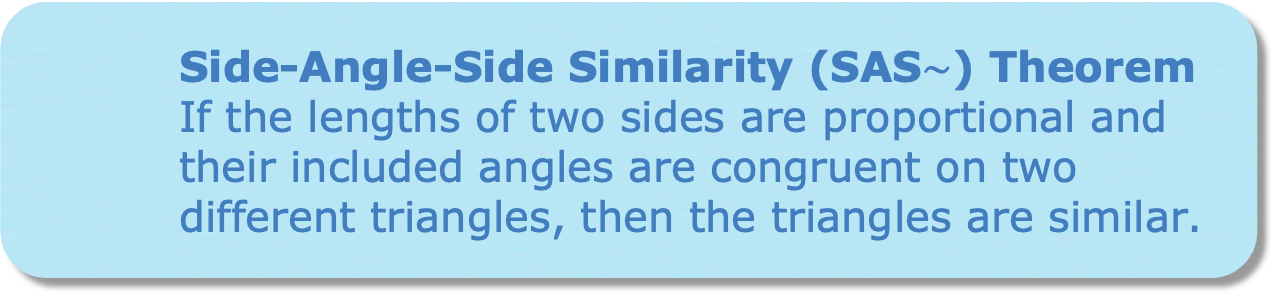 Side-Angle-Side Similarity (SAS~) Theorem
If the lengths of two sides are proportional and
their included angles are congruent on two
different triangles, then the triangles are similar.